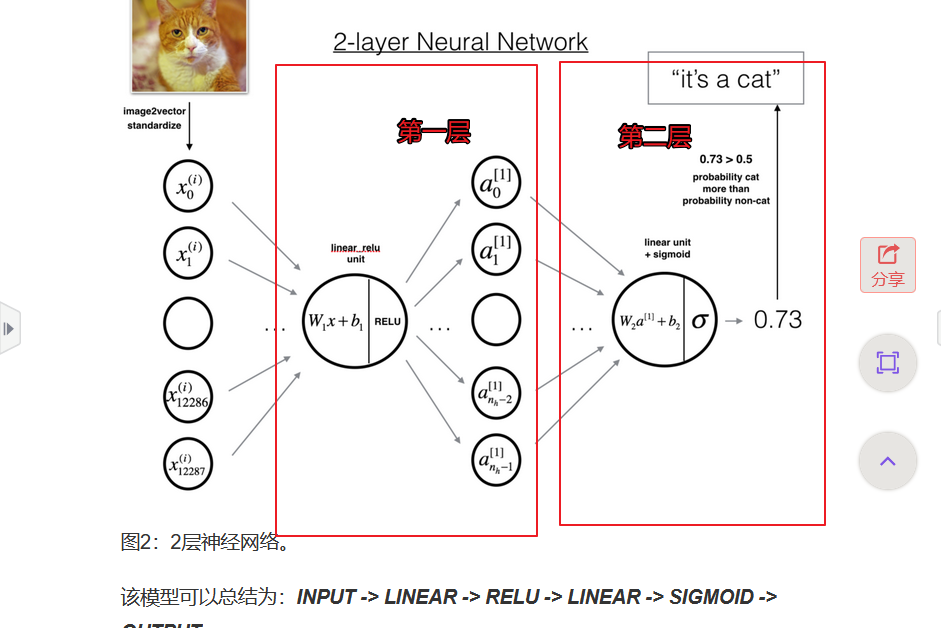 2-layer Neural Network
“it’s a cat”
image2vector
standardize
第一层
第二层
0.73 > 0.5
probability cat
more than
probability non-cat
x_0^{(i)}
x_1^{(i)}
x_{12286}^{(i)}
x_{12287}^{(i)}
...
linear_relu
unit
W_1x+b_1 RELU
...
a_0^{[1]}
a_1^{[1]}
a_{n_h-2}^{[1]}
a_{n_h-1}^{[1]}
...
linear unit
+ sigmoid
W_2a^{[1]}+b_2 σ
0.73
分享
图2：2层神经网络。
该模型可以总结为：INPUT -> LINEAR -> RELU -> LINEAR -> SIGMOID ->
OUTPUT